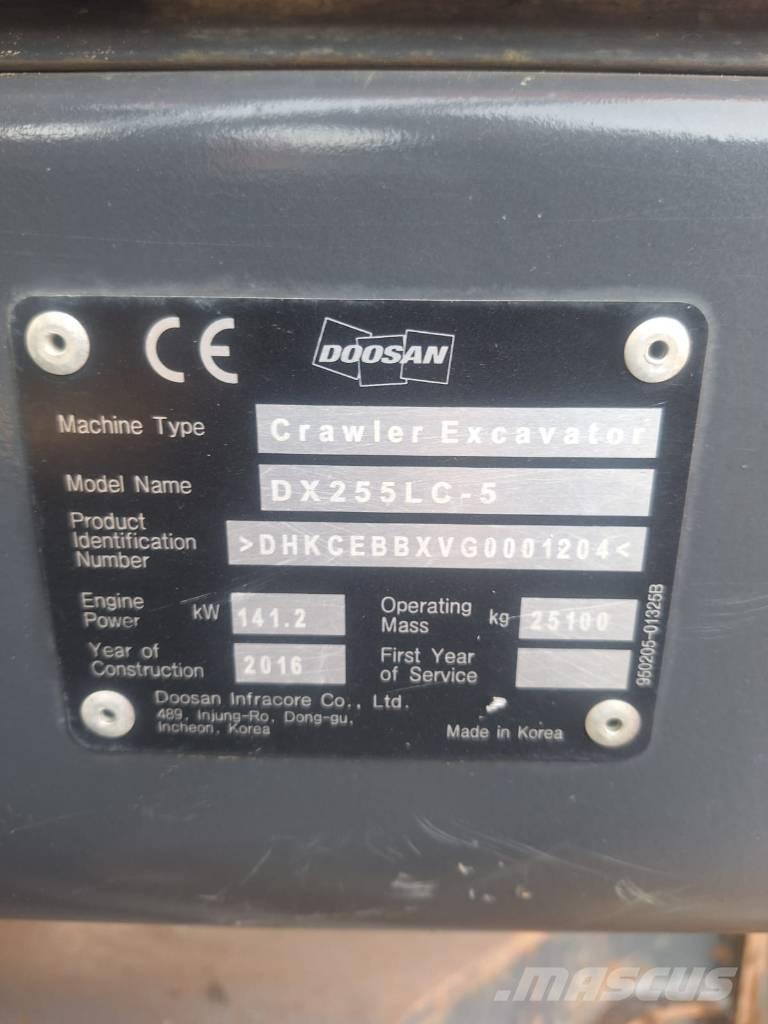 CE DOOSAN
Machine Type Crawler Excavator
Model Name DX255LC-5
Product
Identification
Number >DHKCEBBXVG0001204<
Engine
Power kW 141.2 Operating
Mass kg 25100
Year of
Construction 2016 First Year
of Service
Doosan Infracore Co., Ltd.
489, Injung-Ro, Dong-gu,
Incheon, Korea
Made in Korea
950205-01325B
MASCUS